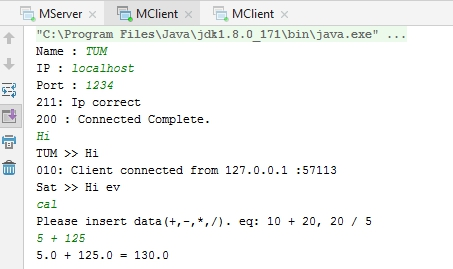 MServer × MClient × MClient ×
"C:\Program Files\Java\jdk1.8.0_171\bin\java.exe" ...
Name : TUM
IP : localhost
Port : 1234
211: Ip correct
200 : Connected Complete.
Hi
TUM >> Hi
010: Client connected from 127.0.0.1 :57113
Sat >> Hi ev
cal
Please insert data(+,-,*,/). eq: 10 + 20, 20 / 5
5 + 125
5.0 + 125.0 = 130.0